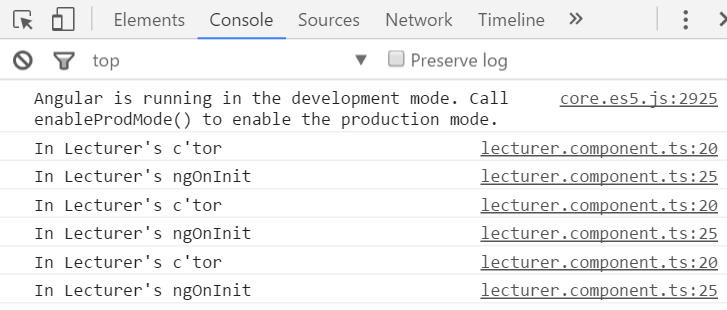 Elements Console Sources Network Timeline »
top ▼ Preserve log
Angular is running in the development mode. Call core.es5.js:2925
enableProdMode() to enable the production mode.
In Lecturer's c'tor lecturer.component.ts:20
In Lecturer's ngOnInit lecturer.component.ts:25
In Lecturer's c'tor lecturer.component.ts:20
In Lecturer's ngOnInit lecturer.component.ts:25
In Lecturer's c'tor lecturer.component.ts:20
In Lecturer's ngOnInit lecturer.component.ts:25